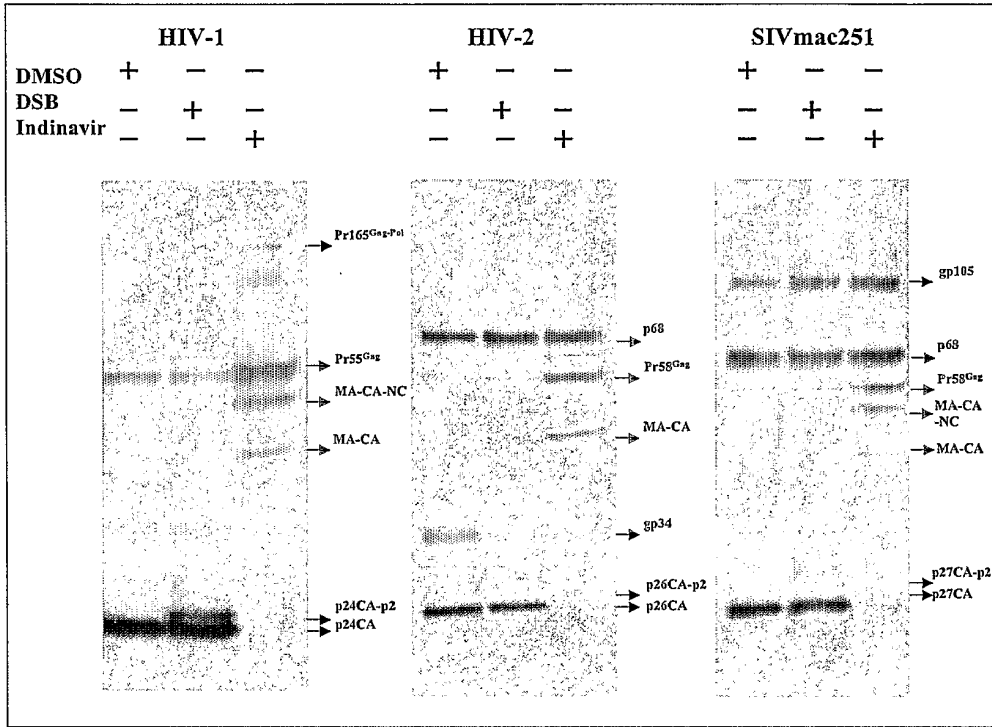 HIV-1 HIV-2 SIVmac251
DMSO + − − + − − + − −
DSB − + − − + − − + −
Indinavir − − + − − + − − +
Pr165Gag-Pol
Pr55Gag
MA-CA-NC
MA-CA
p24CA-p2
p24CA
p68
Pr58Gag
MA-CA
gp34
p26CA-p2
p26CA
gp105
p68
Pr58Gag
MA-CA
-NC
MA-CA
p27CA-p2
p27CA